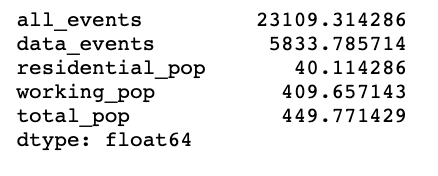 all_events 23109.314286
data_events 5833.785714
residential_pop 40.114286
working_pop 409.657143
total_pop 449.771429
dtype: float64